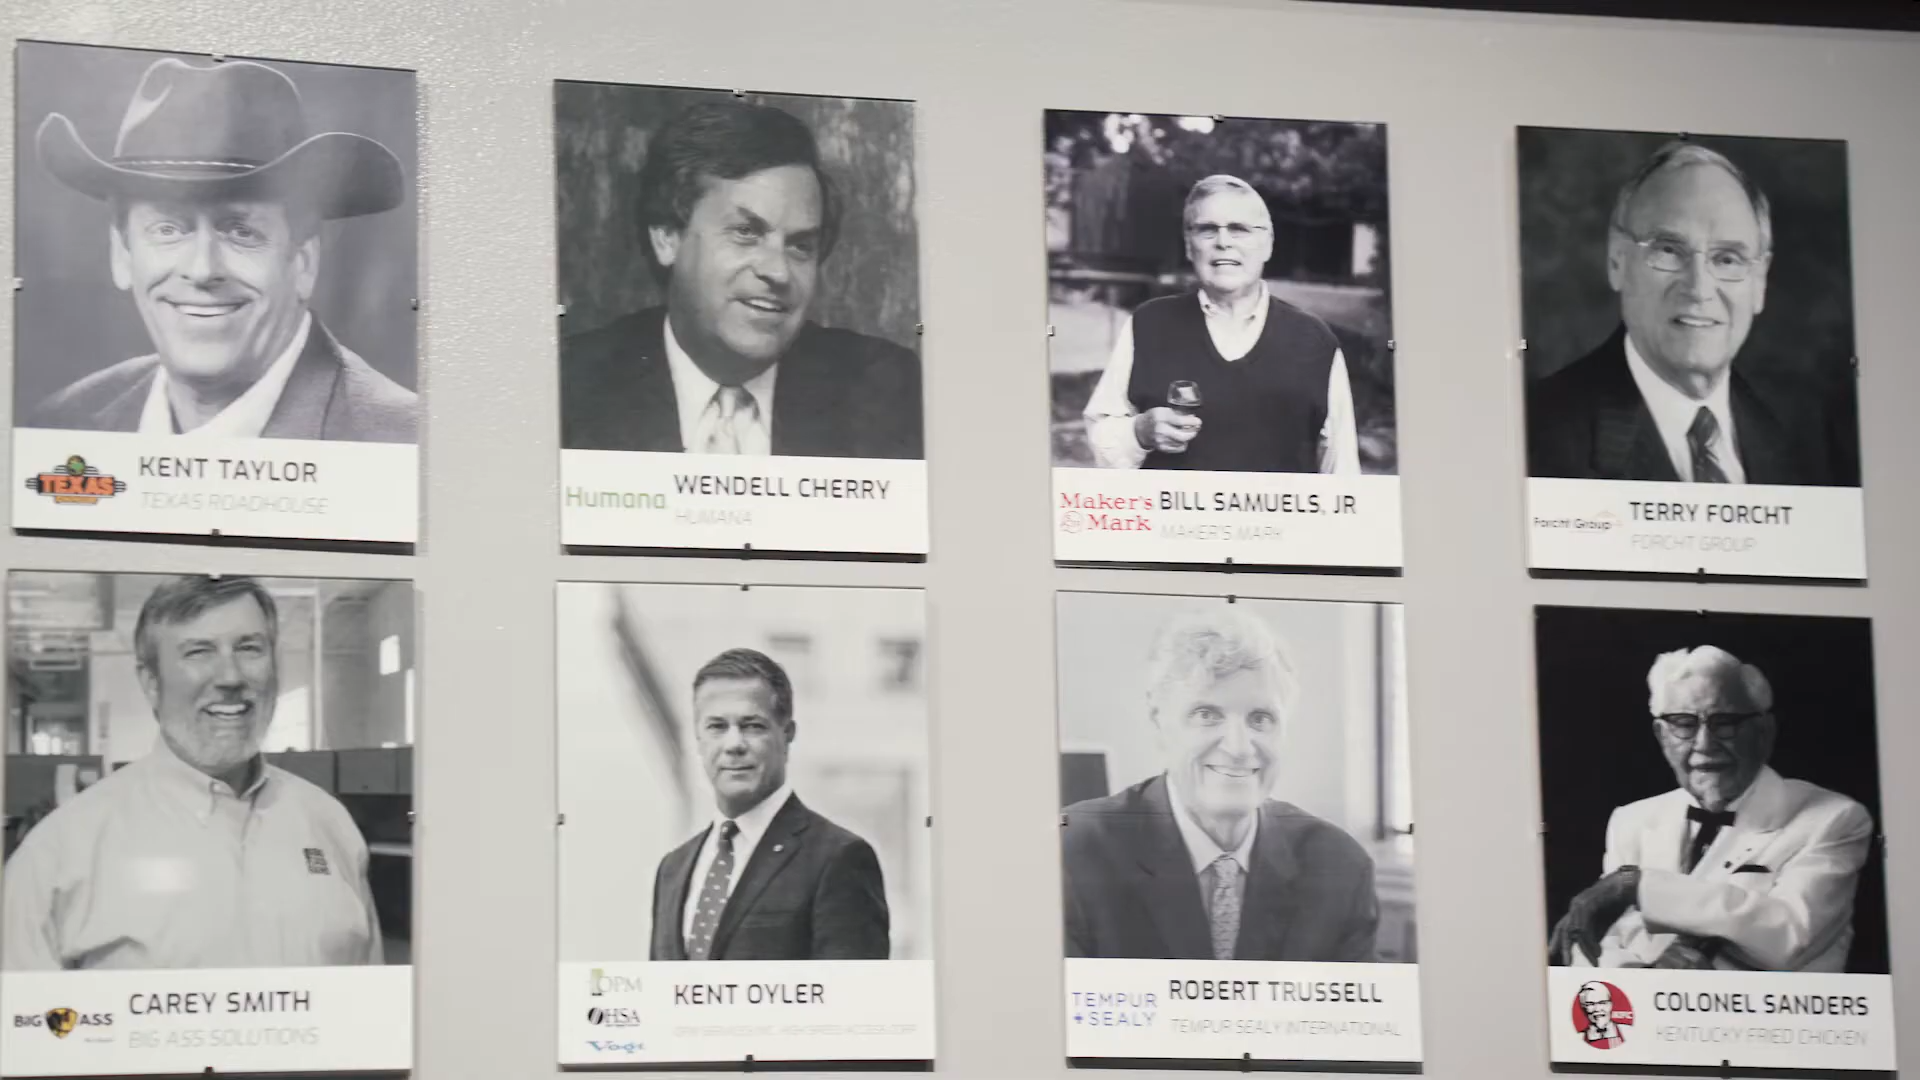 TEXAS
KENT TAYLOR
TEXAS ROADHOUSE
Humana
WENDELL CHERRY
HUMANA
Maker's
Mark
BILL SAMUELS, JR
MAKER'S MARK
Forcht Group
TERRY FORCHT
FORCHT GROUP
BIG ASS
CAREY SMITH
BIG ASS SOLUTIONS
OPM
OHSA
Vogt
KENT OYLER
TEMPUR
+SEALY
ROBERT TRUSSELL
TEMPUR SEALY INTERNATIONAL
KFC
COLONEL SANDERS
KENTUCKY FRIED CHICKEN